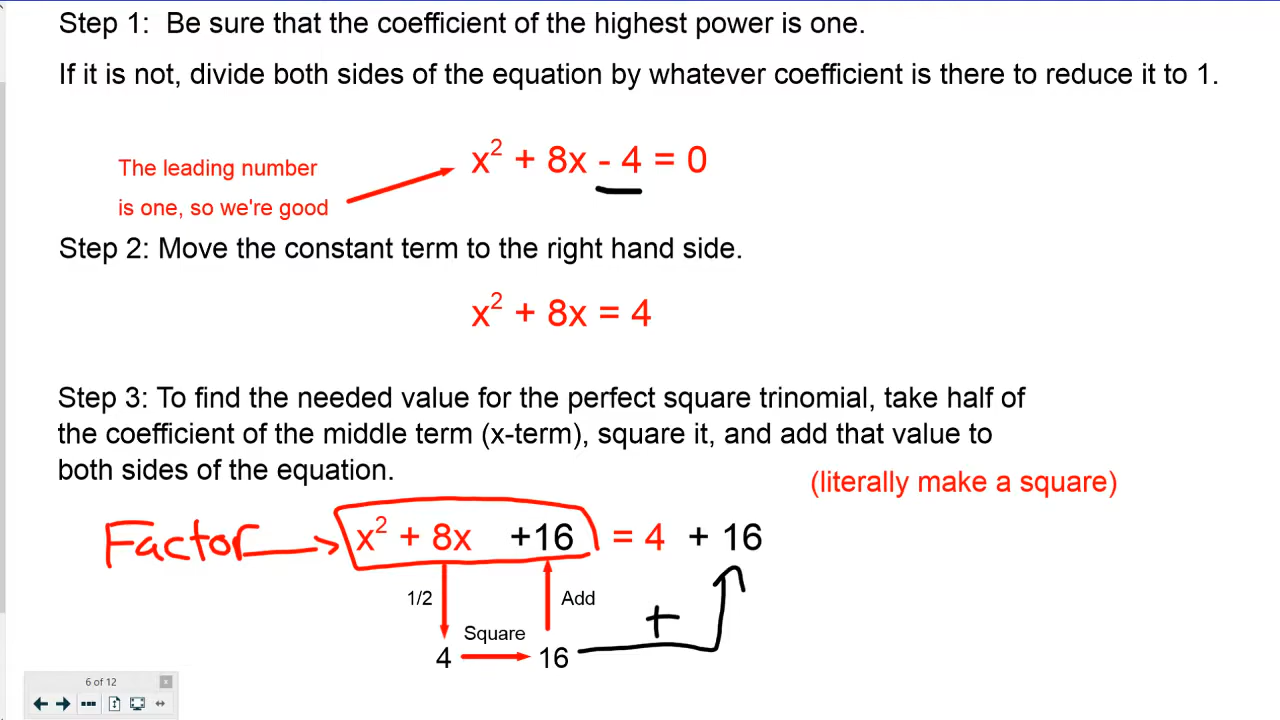 Step 1: Be sure that the coefficient of the highest power is one.
If it is not, divide both sides of the equation by whatever coefficient is there to reduce it to 1.
The leading number
is one, so we're good
x² + 8x - 4 = 0
Step 2: Move the constant term to the right hand side.
x² + 8x = 4
Step 3: To find the needed value for the perfect square trinomial, take half of
the coefficient of the middle term (x-term), square it, and add that value to
both sides of the equation.
(literally make a square)
Factor x² + 8x +16 = 4 + 16
1/2 Add
+
Square
4 16
6 of 12